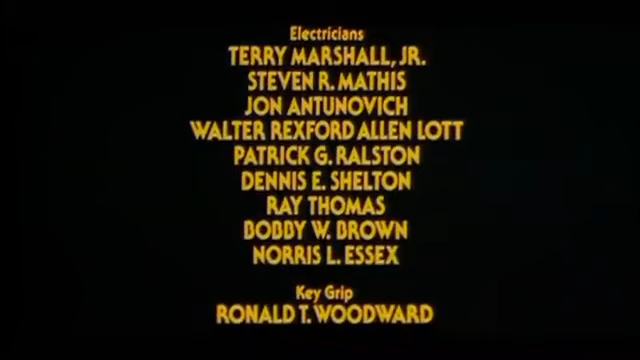 Electricians
TERRY MARSHALL, JR.
STEVEN R. MATHIS
JON ANTUNOVICH
WALTER REXFORD ALLEN LOTT
PATRICK G. RALSTON
DENNIS E. SHELTON
RAY THOMAS
BOBBY W. BROWN
NORRIS L. ESSEX
Key Grip
RONALD T. WOODWARD